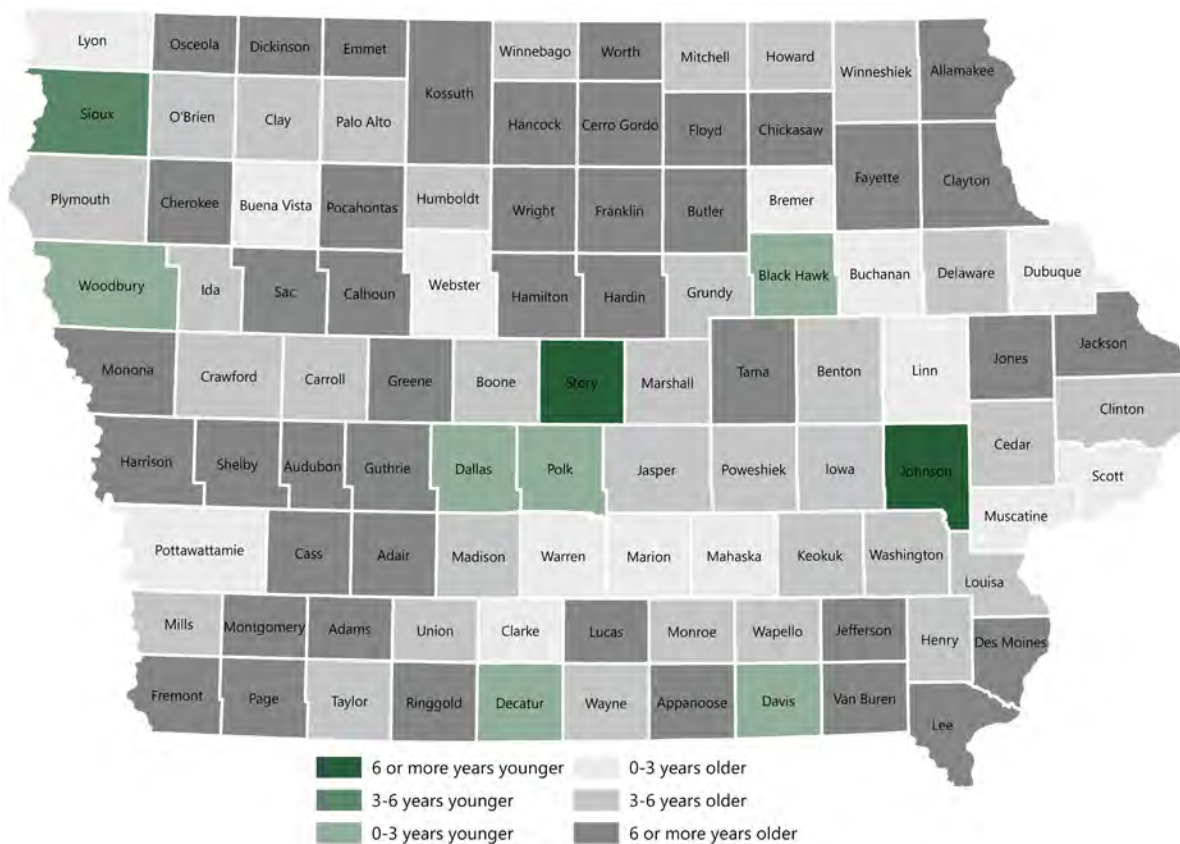 Lyon
Osceola
Dickinson
Emmet
Kossuth
Winnebago
Worth
Mitchell
Howard
Winneshiek
Allamakee
Sioux
O'Brien
Clay
Palo Alto
Hancock
Cerro Gordo
Floyd
Chickasaw
Fayette
Clayton
Plymouth
Cherokee
Buena Vista
Pocahontas
Humboldt
Wright
Franklin
Butler
Bremer
Woodbury
Ida
Sac
Calhoun
Webster
Hamilton
Hardin
Grundy
Black Hawk
Buchanan
Delaware
Dubuque
Monona
Crawford
Carroll
Greene
Boone
Story
Marshall
Tama
Benton
Linn
Jones
Jackson
Clinton
Harrison
Shelby
Audubon
Guthrie
Dallas
Polk
Jasper
Poweshiek
Iowa
Johnson
Cedar
Scott
Muscatine
Pottawattamie
Cass
Adair
Madison
Warren
Marion
Mahaska
Keokuk
Washington
Louisa
Mills
Montgomery
Adams
Union
Clarke
Lucas
Monroe
Wapello
Jefferson
Henry
Des Moines
Fremont
Page
Taylor
Ringgold
Decatur
Wayne
Appanoose
Davis
Van Buren
Lee
6 or more years younger
3-6 years younger
0-3 years younger
0-3 years older
3-6 years older
6 or more years older